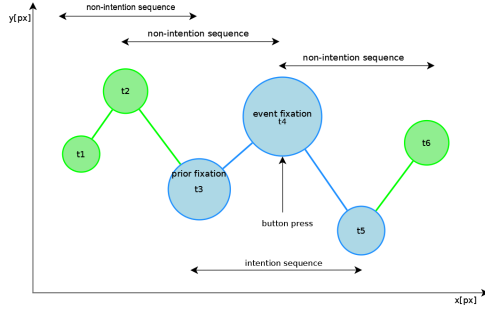 non-intention sequence
y[px]
non-intention sequence
non-intention sequence
t2
event fixation
t4
t6
t1
prior fixation
t3
button press
t5
intention sequence
x[px]